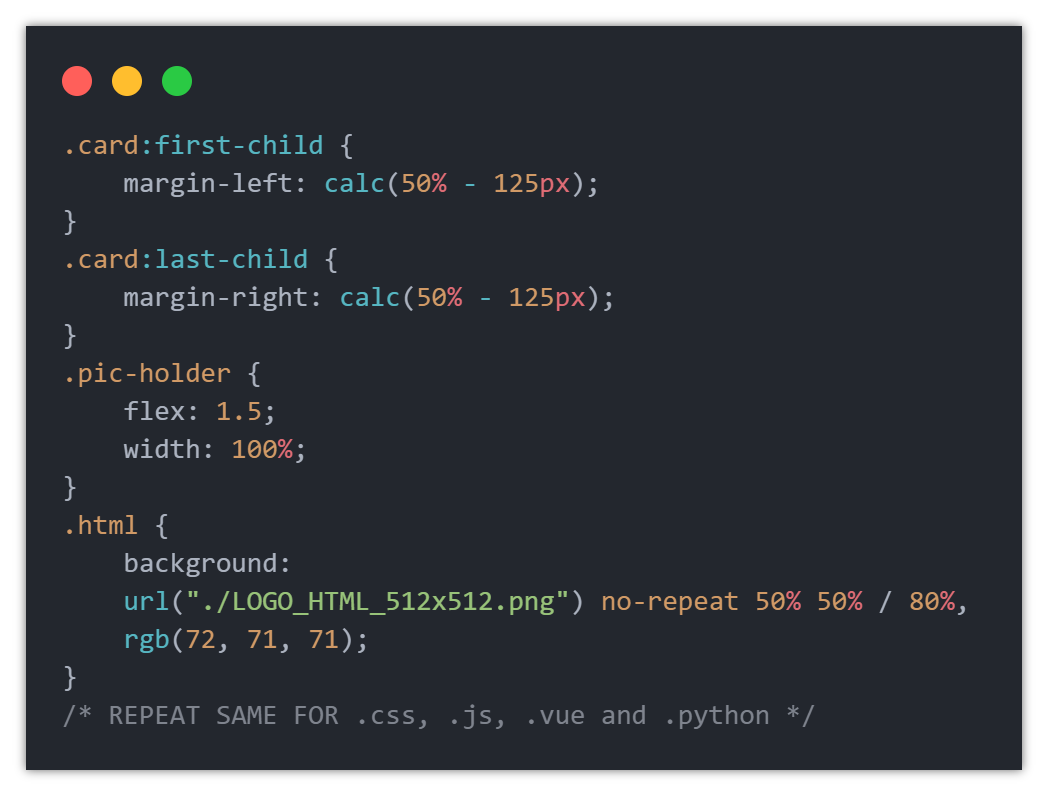 .card:first-child {
    margin-left: calc(50% - 125px);
}
.card:last-child {
    margin-right: calc(50% - 125px);
}
.pic-holder {
    flex: 1.5;
    width: 100%;
}
.html {
    background:
    url("./LOGO_HTML_512x512.png") no-repeat 50% 50% / 80%,
    rgb(72, 71, 71);
}
/* REPEAT SAME FOR .css, .js, .vue and .python */